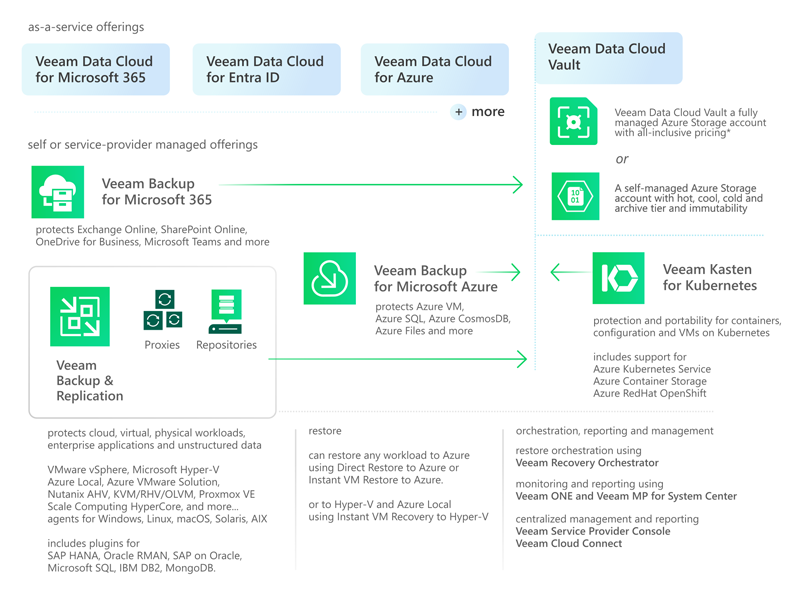 as-a-service offerings
Veeam Data Cloud
for Microsoft 365
Veeam Data Cloud
for Entra ID
Veeam Data Cloud
for Azure
Veeam Data Cloud
Vault
+ more
Veeam Data Cloud Vault a fully
managed Azure Storage account
with all-inclusive pricing*
or
10
01
A self-managed Azure Storage
account with hot, cool, cold and
archive tier and immutability
self or service-provider managed offerings
Veeam Backup
for Microsoft 365
protects Exchange Online, SharePoint Online,
OneDrive for Business, Microsoft Teams and more
Veeam Backup
for Microsoft Azure
protects Azure VM,
Azure SQL, Azure CosmosDB,
Azure Files and more
Veeam Kasten
for Kubernetes
protection and portability for containers,
configuration and VMs on Kubernetes
includes support for
Azure Kubernetes Service
Azure Container Storage
Azure RedHat OpenShift
Proxies
Repositories
Veeam
Backup &
Replication
protects cloud, virtual, physical workloads,
enterprise applications and unstructured data
VMware vSphere, Microsoft Hyper-V
Azure Local, Azure VMware Solution,
Nutanix AHV, KVM/RHV/OLVM, Proxmox VE
Scale Computing HyperCore, and more...
agents for Windows, Linux, macOS, Solaris, AIX
includes plugins for
SAP HANA, Oracle RMAN, SAP on Oracle,
Microsoft SQL, IBM DB2, MongoDB.
restore
can restore any workload to Azure
using Direct Restore to Azure or
Instant VM Restore to Azure.
or to Hyper-V and Azure Local
using Instant VM Recovery to Hyper-V
orchestration, reporting and management
restore orchestration using
Veeam Recovery Orchestrator
monitoring and reporting using
Veeam ONE and Veeam MP for System Center
centralized management and reporting
Veeam Service Provider Console
Veeam Cloud Connect